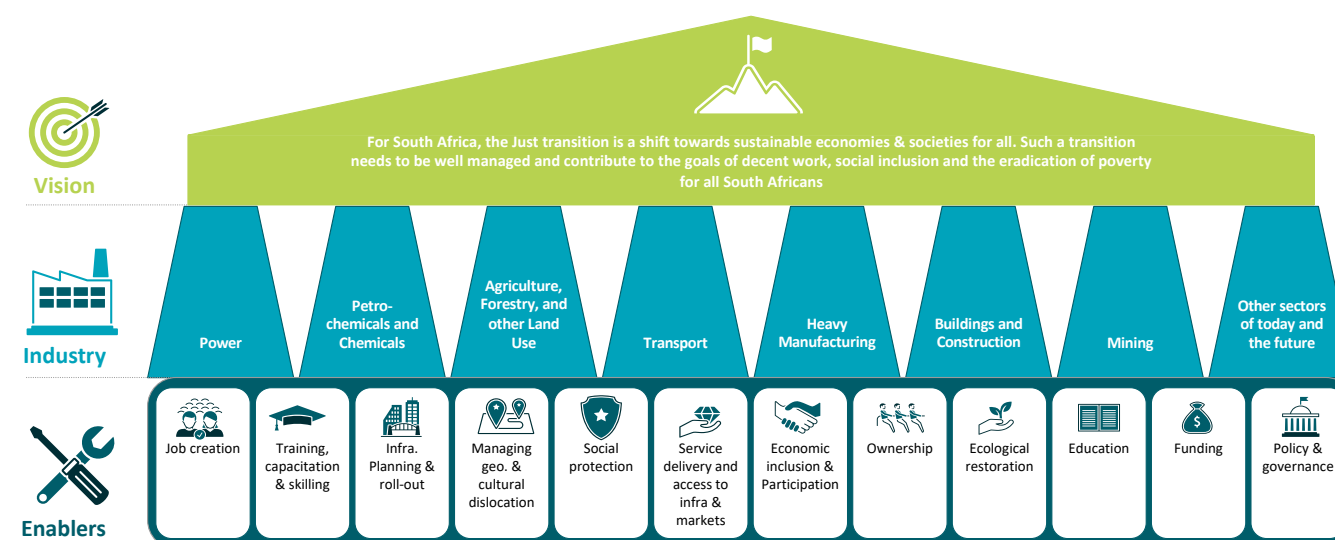 For South Africa, the Just transition is a shift towards sustainable economies & societies for all. Such a transition
needs to be well managed and contribute to the goals of decent work, social inclusion and the eradication of poverty
for all South Africans
Vision
Power
Petro-
chemicals and
Chemicals
Agriculture,
Forestry, and
other Land
Use
Transport
Heavy
Manufacturing
Buildings and
Construction
Mining
Other sectors
of today and
the future
Industry
Job creation
Training,
capacitation
& skilling
Infra.
Planning &
roll-out
Managing
geo. &
cultural
dislocation
Social
protection
Service
delivery and
access to
infra &
markets
Economic
inclusion &
Participation
Ownership
Ecological
restoration
Education
$
Funding
Policy &
governance
Enablers